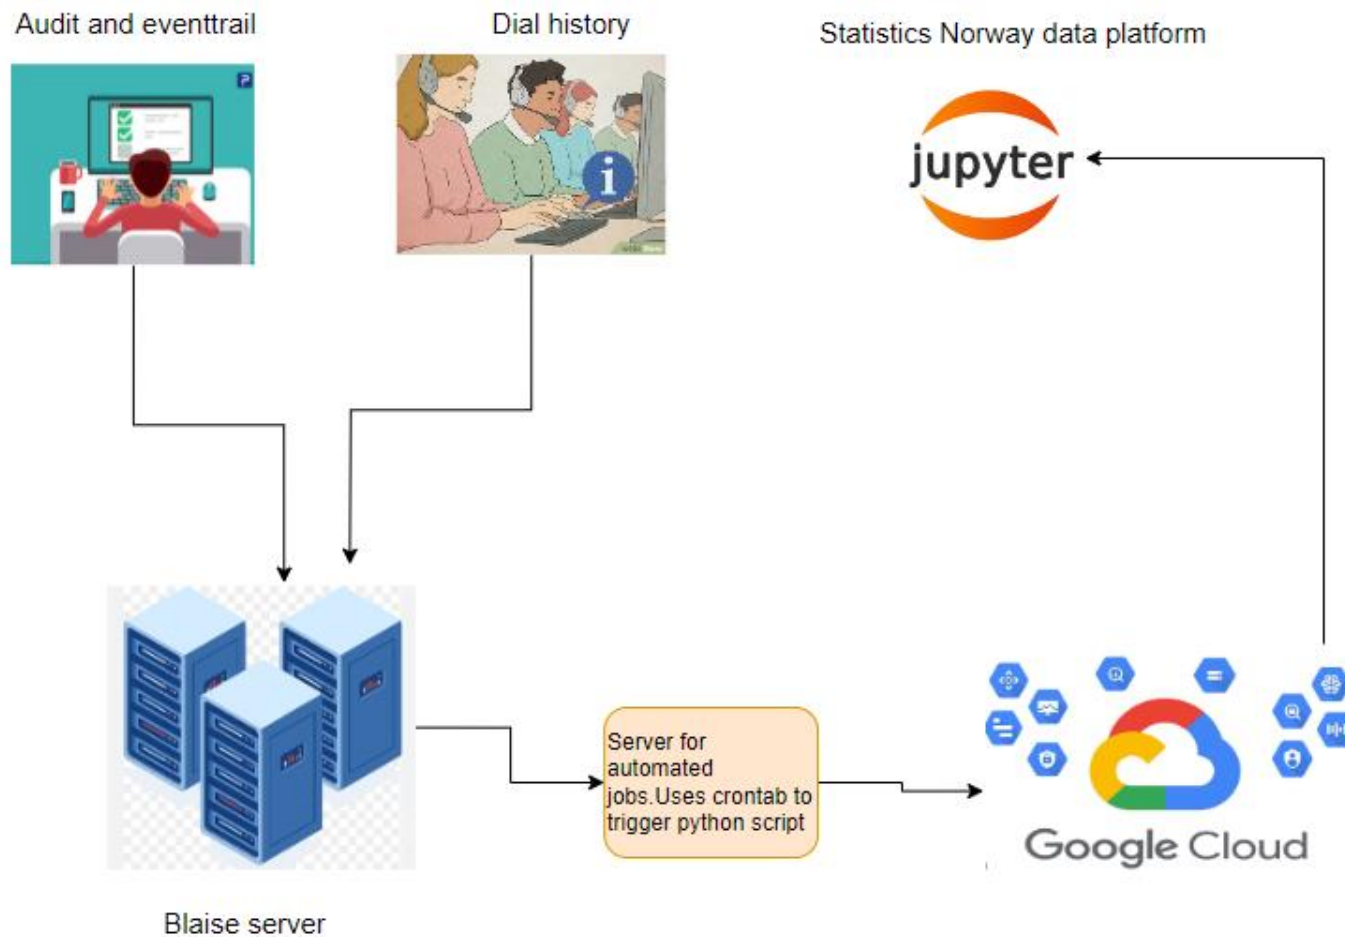 Audit and eventtrail
Dial history
Statistics Norway data platform
jupyter
Server for
automated
jobs.Uses crontab to
trigger python script
Google Cloud
Blaise server